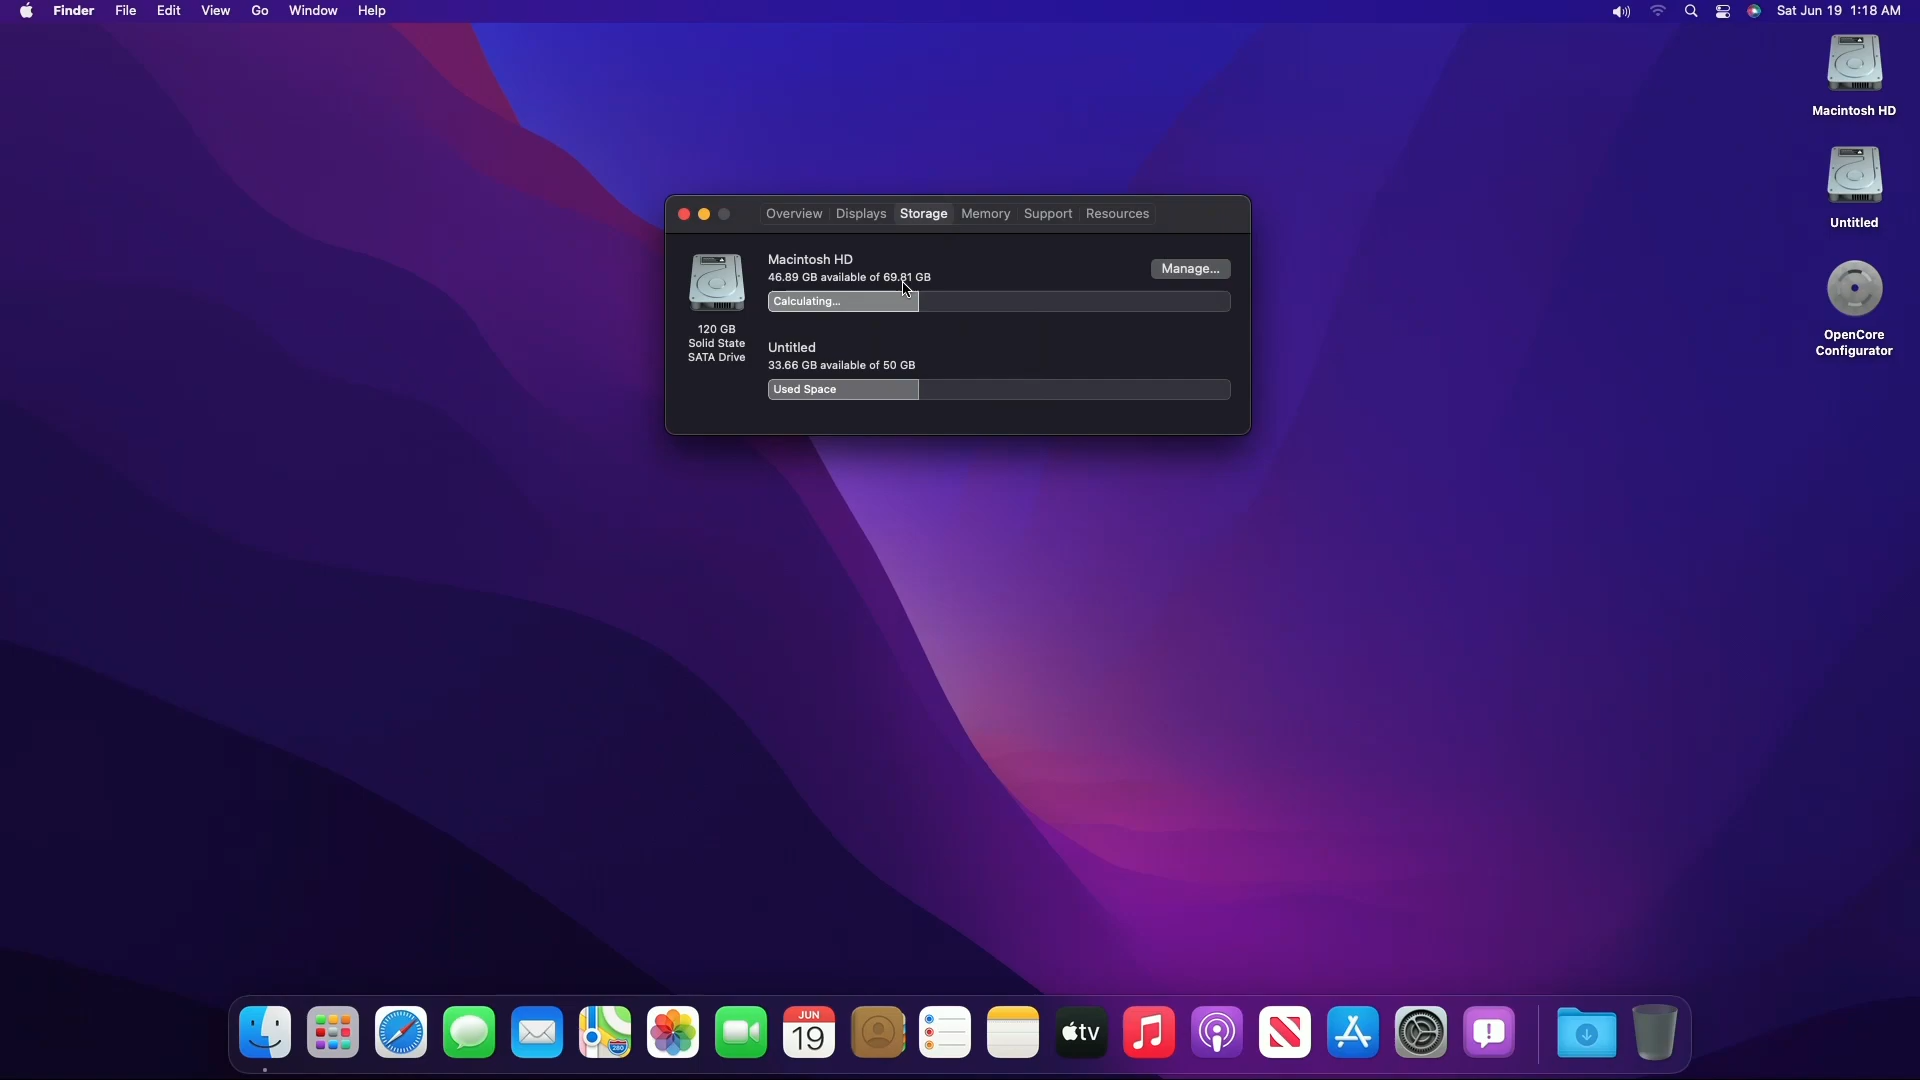 Finder File Edit View Go Window Help
Sat Jun 19 1:18 AM
Macintosh HD
Untitled
OpenCore
Configurator
Overview Displays Storage Memory Support Resources
Macintosh HD
46.89 GB available of 69.81 GB
Manage...
Calculating...
120 GB
Solid State
SATA Drive
Untitled
33.66 GB available of 50 GB
Used Space
JUN
19
280
tv